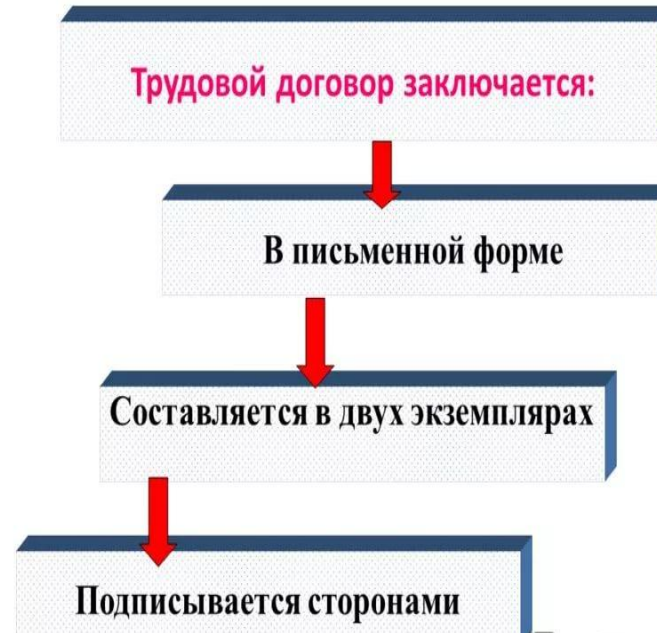 Трудовой договор заключается:
В письменной форме
Составляется в двух экземплярах
Подписывается сторонами